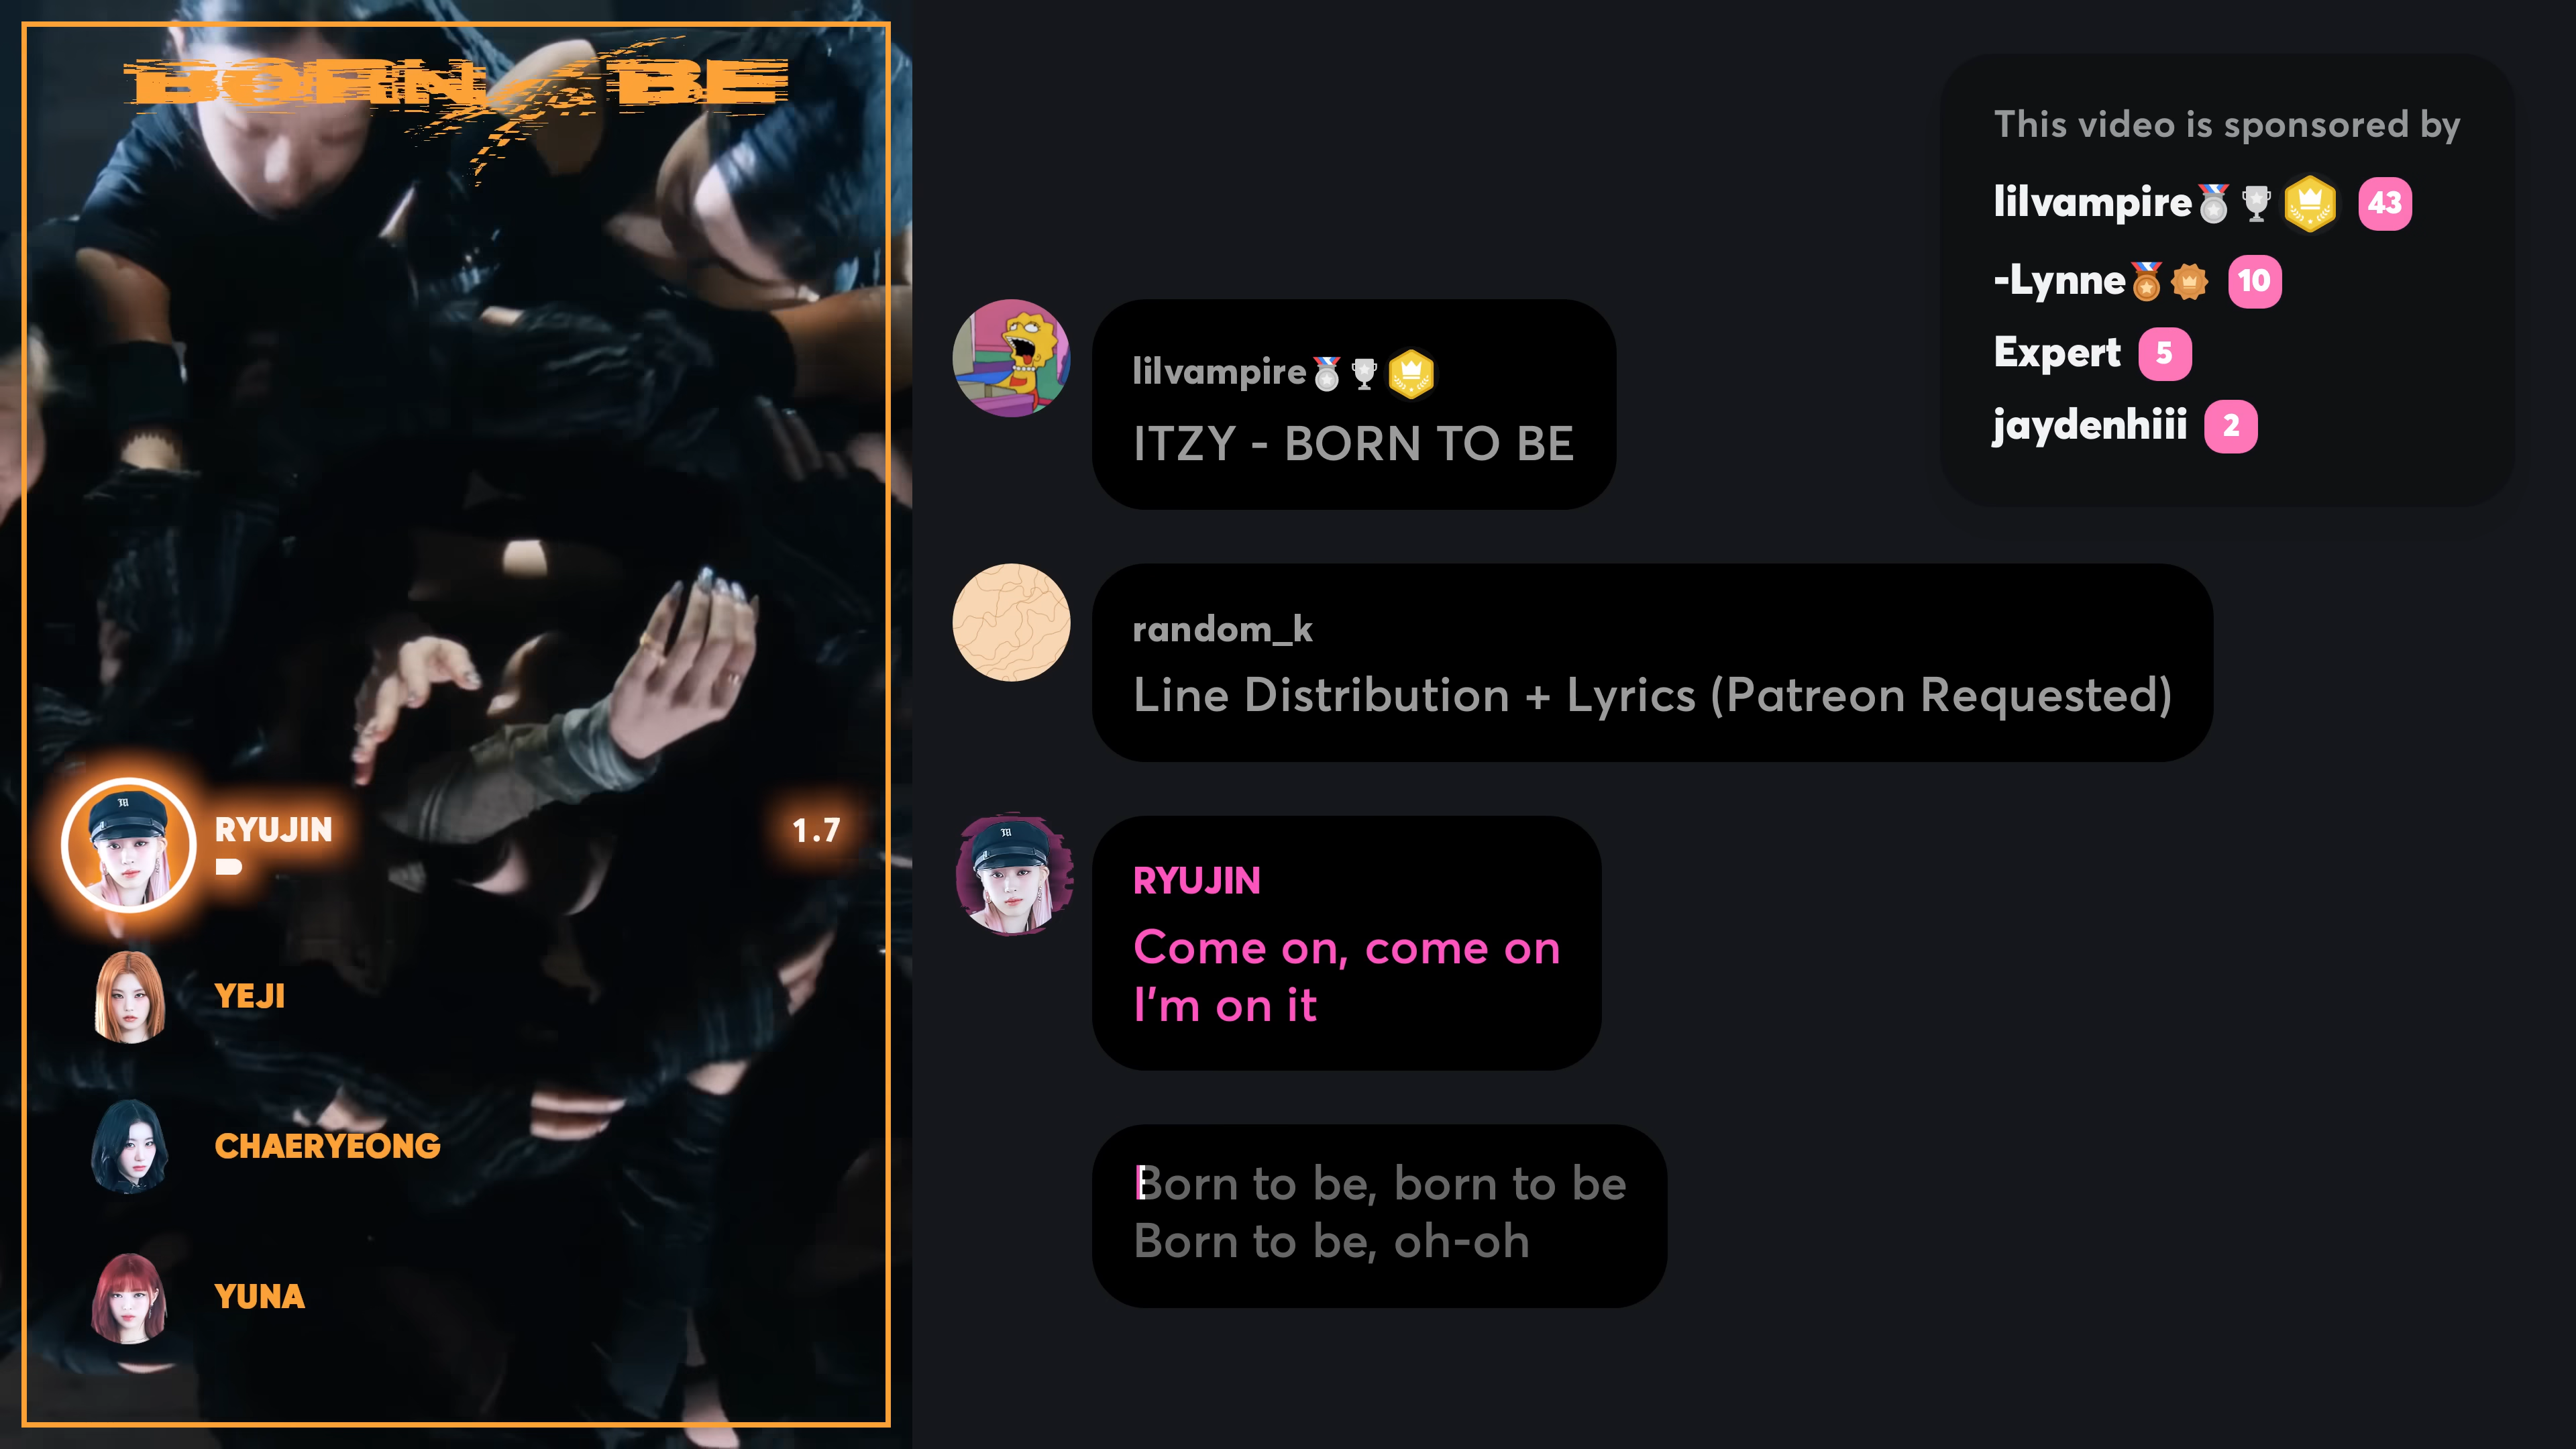 BORN BE
RYUJIN
1.7
YEJI
CHAERYEONG
YUNA
This video is sponsored by
lilvampire 43
-Lynne 10
Expert 5
jaydenhiii 2
lilvampire
ITZY - BORN TO BE
random_k
Line Distribution + Lyrics (Patreon Requested)
RYUJIN
Come on, come on
I'm on it
Born to be, born to be
Born to be, oh-oh